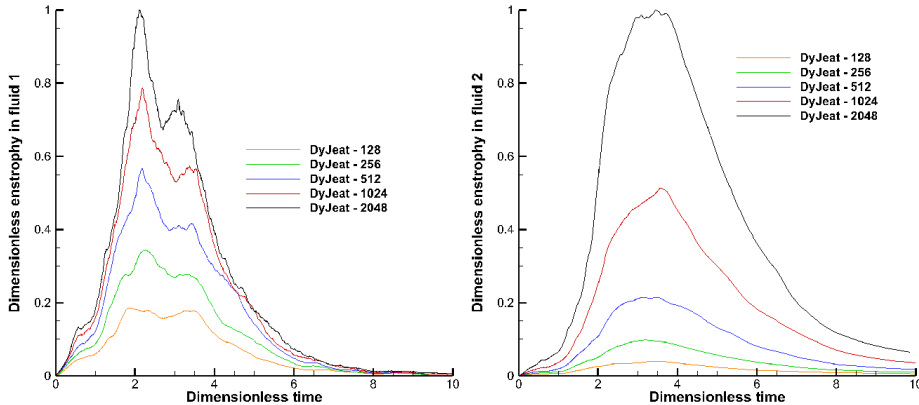 Dimensionless enstrophy in fluid 1
1
0.8
0.6
0.4
0.2
0
0 2 4 6 8 10
Dimensionless time
DyJeat - 128
DyJeat - 256
DyJeat - 512
DyJeat - 1024
DyJeat - 2048
Dimensionless enstrophy in fluid 2
1
0.8
0.6
0.4
0.2
0
0 2 4 6 8 10
Dimensionless time
DyJeat - 128
DyJeat - 256
DyJeat - 512
DyJeat - 1024
DyJeat - 2048